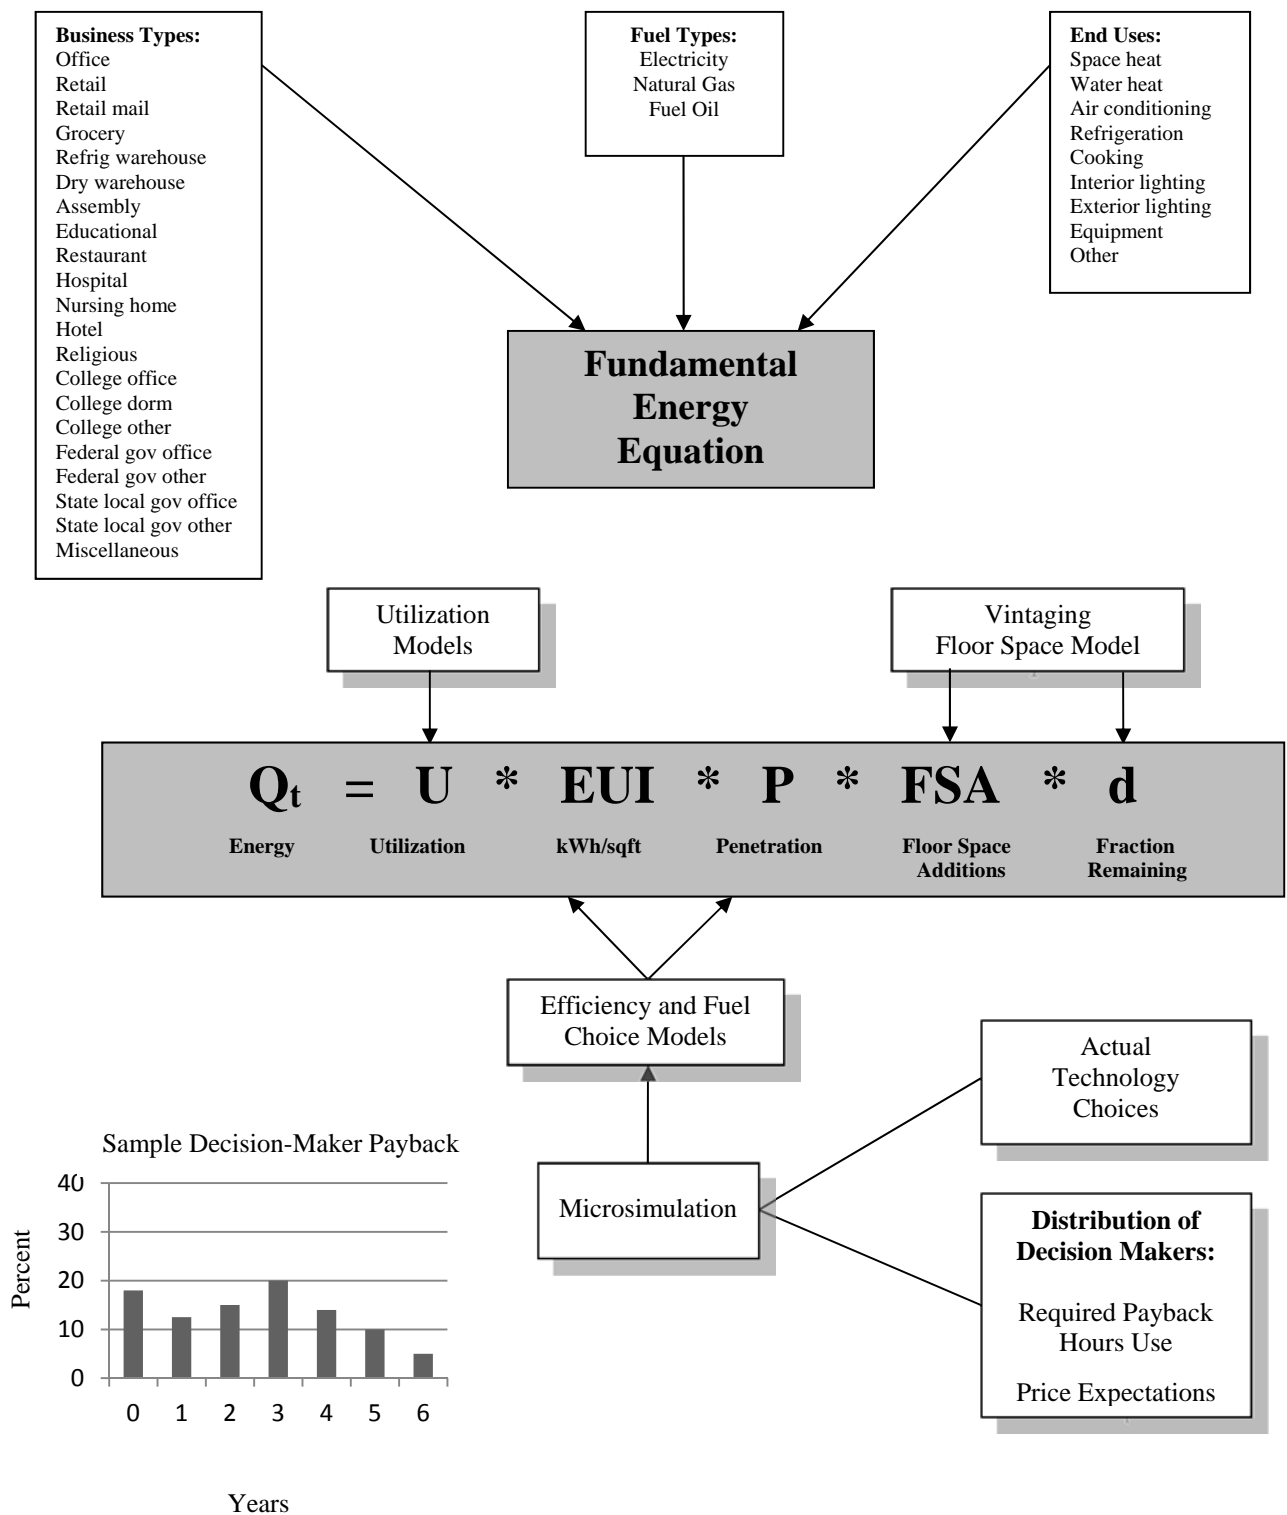 Business Types:
Office
Retail
Retail mail
Grocery
Refrig warehouse
Dry warehouse
Assembly
Educational
Restaurant
Hospital
Nursing home
Hotel
Religious
College office
College dorm
College other
Federal gov office
Federal gov other
State local gov office
State local gov other
Miscellaneous
Fuel Types:
Electricity
Natural Gas
Fuel Oil
End Uses:
Space heat
Water heat
Air conditioning
Refrigeration
Cooking
Interior lighting
Exterior lighting
Equipment
Other
Fundamental
Energy
Equation
Utilization
Models
Vintaging
Floor Space Model
Qt = U * EUI * P * FSA * d
Energy Utilization kWh/sqft Penetration Floor Space Fraction
Additions Remaining
Efficiency and Fuel
Choice Models
Actual
Technology
Choices
Microsimulation
Distribution of
Decision Makers:
Required Payback
Hours Use
Price Expectations
Sample Decision-Maker Payback
Percent
40
30
20
10
0
0 1 2 3 4 5 6
Years